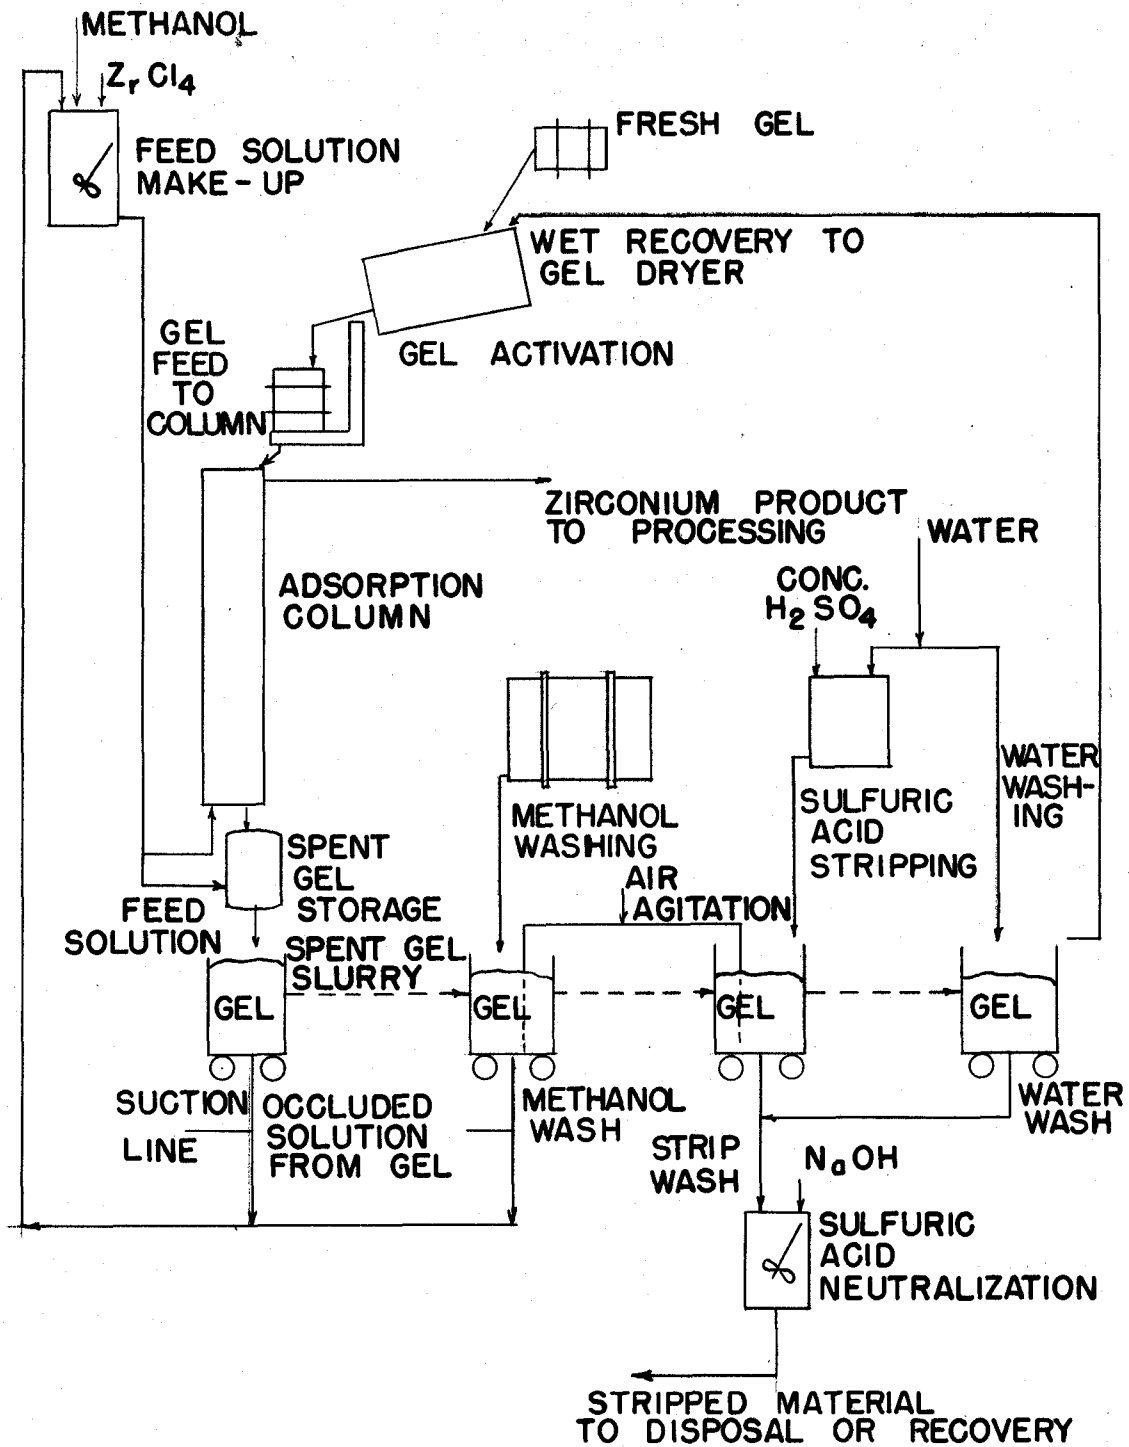 METHANOL
ZrCl4
FEED SOLUTION
MAKE-UP
FRESH GEL
WET RECOVERY TO
GEL DRYER
GEL ACTIVATION
GEL
FEED
TO
COLUMN
ZIRCONIUM PRODUCT
TO PROCESSING
WATER
CONC.
H2SO4
ADSORPTION
COLUMN
WATER
WASH-
ING
METHANOL
WASHING
SULFURIC
ACID
STRIPPING
SPENT
GEL
STORAGE
AIR
AGITATION
FEED
SOLUTION
SPENT GEL
SLURRY
GEL
GEL
GEL
GEL
SUCTION
LINE
OCCLUDED
SOLUTION
FROM GEL
METHANOL
WASH
STRIP
WASH
WATER
WASH
NaOH
SULFURIC
ACID
NEUTRALIZATION
STRIPPED MATERIAL
TO DISPOSAL OR RECOVERY